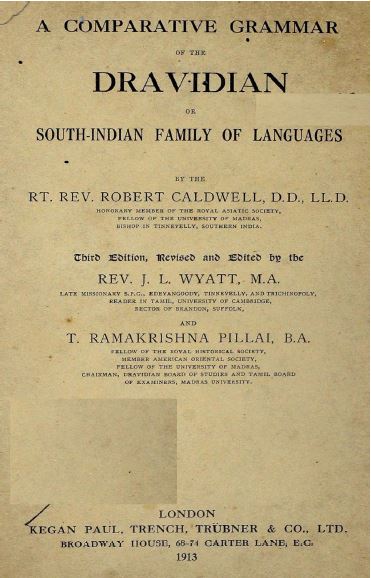 A COMPARATIVE GRAMMAR
OF THE
DRAVIDIAN
OR
SOUTH-INDIAN FAMILY OF LANGUAGES
BY THE
RT. REV. ROBERT CALDWELL, D.D., LL.D.
HONORARY MEMBER OF THE ROYAL ASIATIC SOCIETY,
FELLOW OF THE UNIVERSITY OF MADRAS,
BISHOP IN TINNEVELLY, SOUTHERN INDIA.
Third Edition, Revised and Edited by the
REV. J. L. WYATT, M.A.
LATE MISSIONARY S.P.G., EDEYANGOODY, TINNEVELLY, AND TRICHINOPOLY,
READER IN TAMIL, UNIVERSITY OF CAMBRIDGE,
RECTOR OF BRANDON, SUFFOLK,
AND
T. RAMAKRISHNA PILLAI, B.A.
FELLOW OF THE ROYAL HISTORICAL SOCIETY,
MEMBER AMERICAN ORIENTAL SOCIETY,
FELLOW OF THE UNIVERSITY OF MADRAS,
CHAIRMAN, DRAVIDIAN BOARD OF STUDIES AND TAMIL BOARD
OF EXAMINERS, MADRAS UNIVERSITY.
LONDON
KEGAN PAUL, TRENCH, TRÜBNER & CO., LTD.
BROADWAY HOUSE, 68-74 CARTER LANE, E.C.
1913